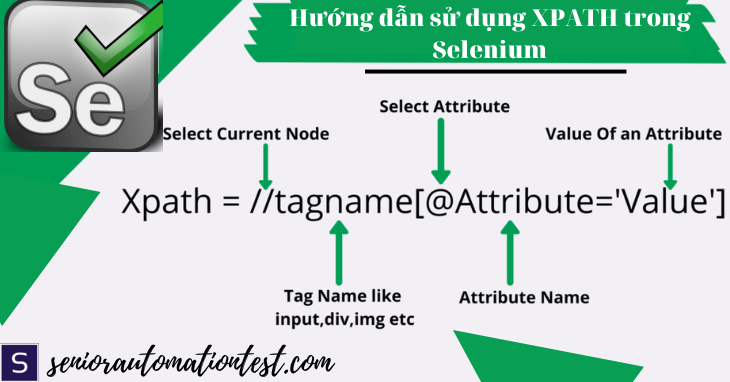 Hướng dẫn sử dụng XPATH trong
Selenium
Se
Select Attribute
Select Current Node
Value Of an Attribute
Xpath = //tagname[@Attribute='Value']
Tag Name like
input,div,img etc
Attribute Name
S
seniorautomationtest.com